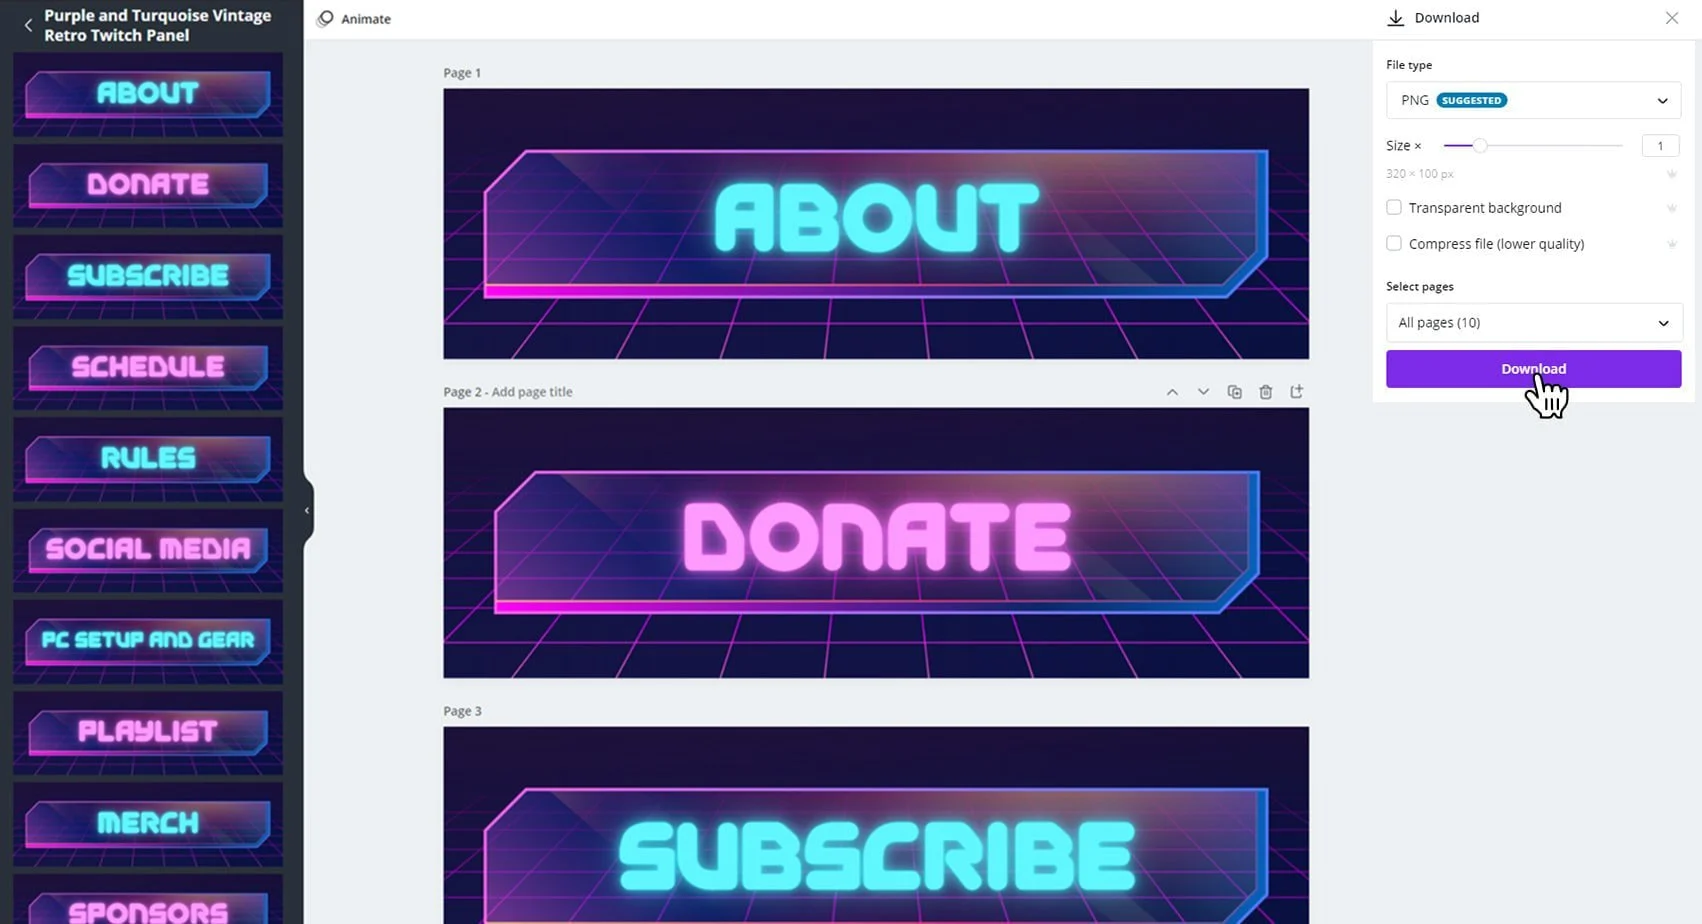 Purple and Turquoise Vintage
Retro Twitch Panel
ABOUT
DONATE
SUBSCRIBE
SCHEDULE
RULES
SOCIAL MEDIA
PC SETUP AND GEAR
PLAYLIST
MERCH
SPONSORS
Animate
Page 1
ABOUT
Page 2 - Add page title
DONATE
Page 3
SUBSCRIBE
Download
File type
PNG SUGGESTED
Size × 1
320 × 100 px
Transparent background
Compress file (lower quality)
Select pages
All pages (10)
Download